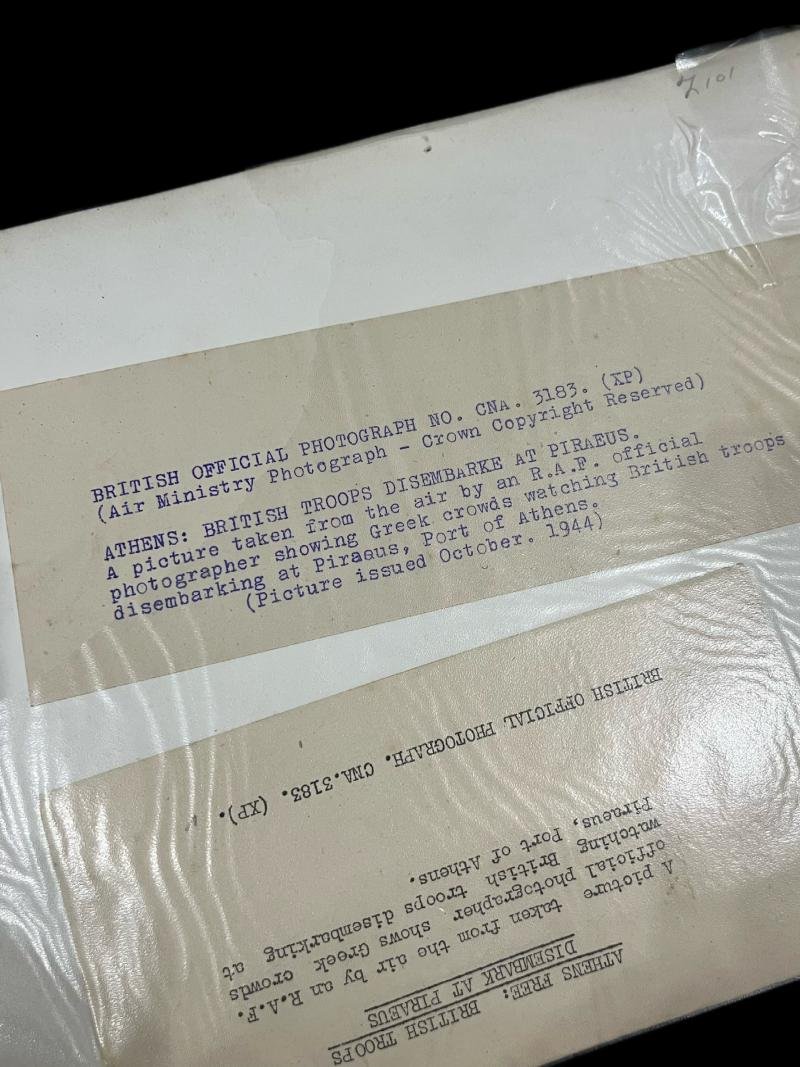 7101
BRITISH OFFICIAL PHOTOGRAPH NO. CNA. 3183. (XP)
(Air Ministry Photograph - Crown Copyright Reserved)
ATHENS: BRITISH TROOPS DISEMBARKE AT PIRAEUS.
A picture taken from the air by an R.A.F. official
photographer showing Greek crowds watching British troops
disembarking at Piraeus, Port of Athens.
(Picture issued October. 1944)
ATHENS FREE: BRITISH TROOPS
DISEMBARK AT PIRAEUS
A picture taken from the air by an R.A.F.
official photographer shows Greek crowds
watching British troops disembarking at
Piraeus, Port of Athens.
BRITISH OFFICIAL PHOTOGRAPH. CNA.3183. (XP).